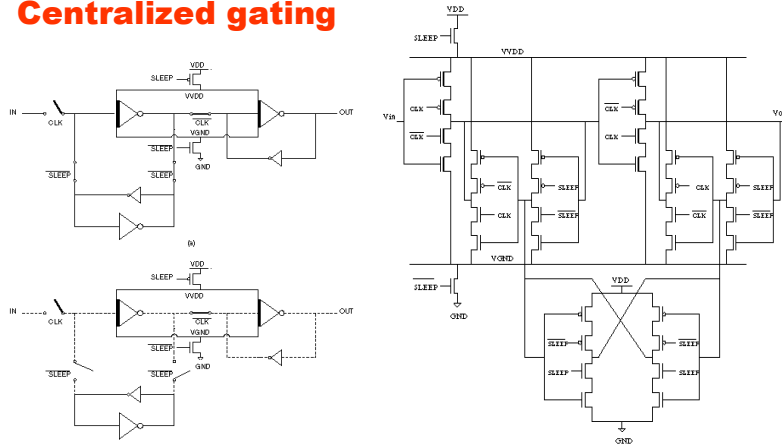 Centralized gating
VDD
SLEEP
VVDD
IN
OUT
CLK
CLK
VGND
SLEEP
GND
SLEEP
SLEEP
(a)
VDD
SLEEP
VVDD
IN
OUT
CLK
CLK
VGND
SLEEP
GND
SLEEP
SLEEP
VDD
SLEEP
VVDD
Vin
CLK
CLK
CLK
CLK
Vo
CLK
SLEEP
CLK
SLEEP
CLK
SLEEP
CLK
SLEEP
VGND
SLEEP
GND
VDD
SLEEP
SLEEP
SLEEP
SLEEP
GND